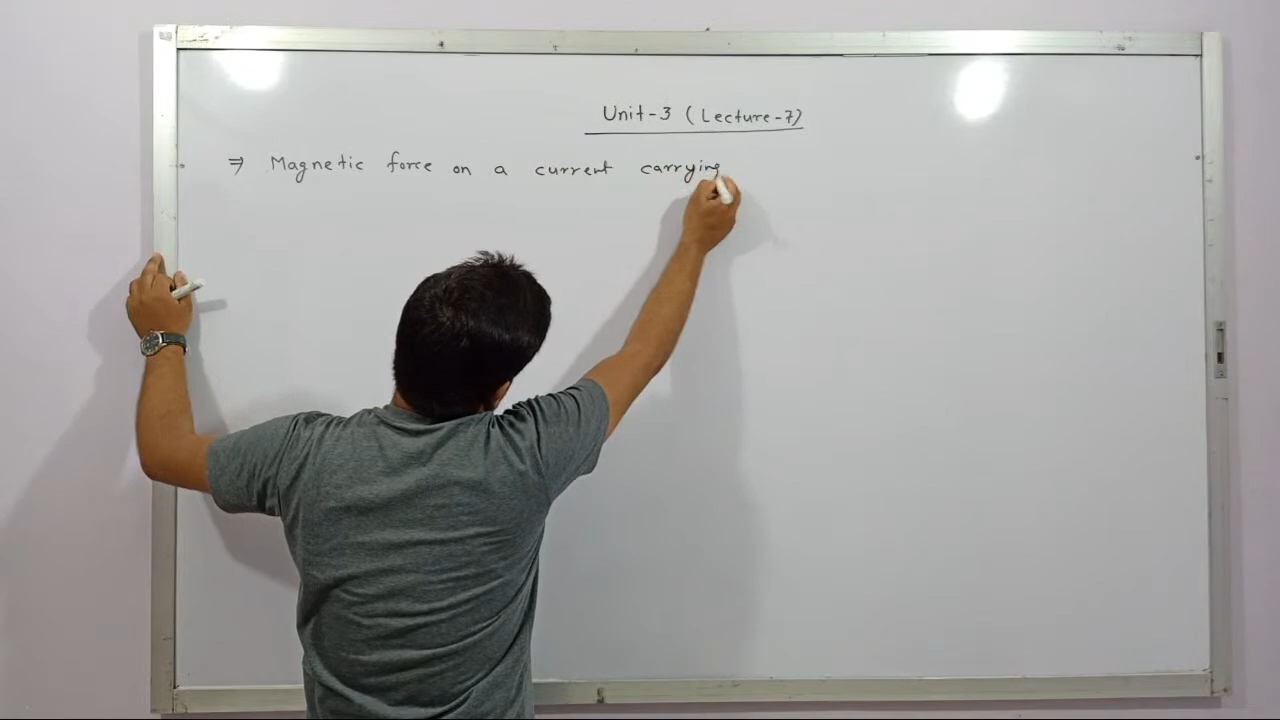 Unit-3 (Lecture-7)
⇒ Magnetic force on a current carrying